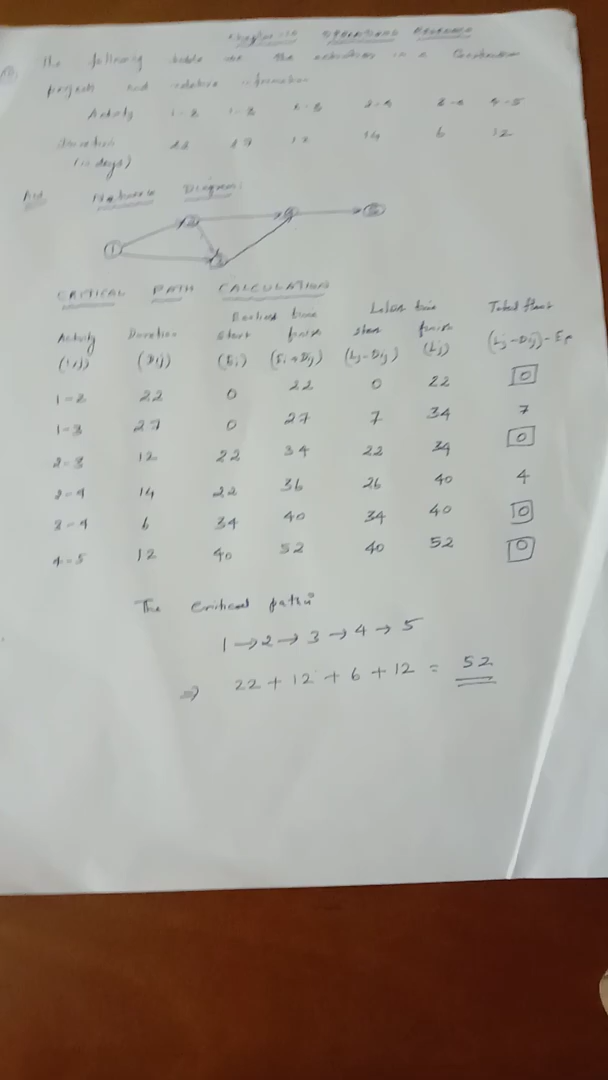 Chapter-10 OPERATIONS RESEARCH
The following table are the activities in a Construction
project and relative information
Activity 1-2 1-3 2-3 2-4 3-4 4-5
Duration 22 27 12 14 6 12
(in days)
Network Diagram:
1 2 3 4 5
CRITICAL PATH CALCULATION
Earliest time Latest time Total float
Activity Duration start finish start finish
(i,j) (Dij) (Ei) (Ei + Dij) (Lj-Dij) (Lj) (Lj-Dij)-Ei
1-2 22 0 22 0 22 0
1-3 27 0 27 7 34 7
2-3 12 22 34 22 34 0
2-4 14 22 36 26 40 4
3-4 6 34 40 34 40 0
4-5 12 40 52 40 52 0
The Critical path is
1 → 2 → 3 → 4 → 5
⇒ 22 + 12 + 6 + 12 = 52